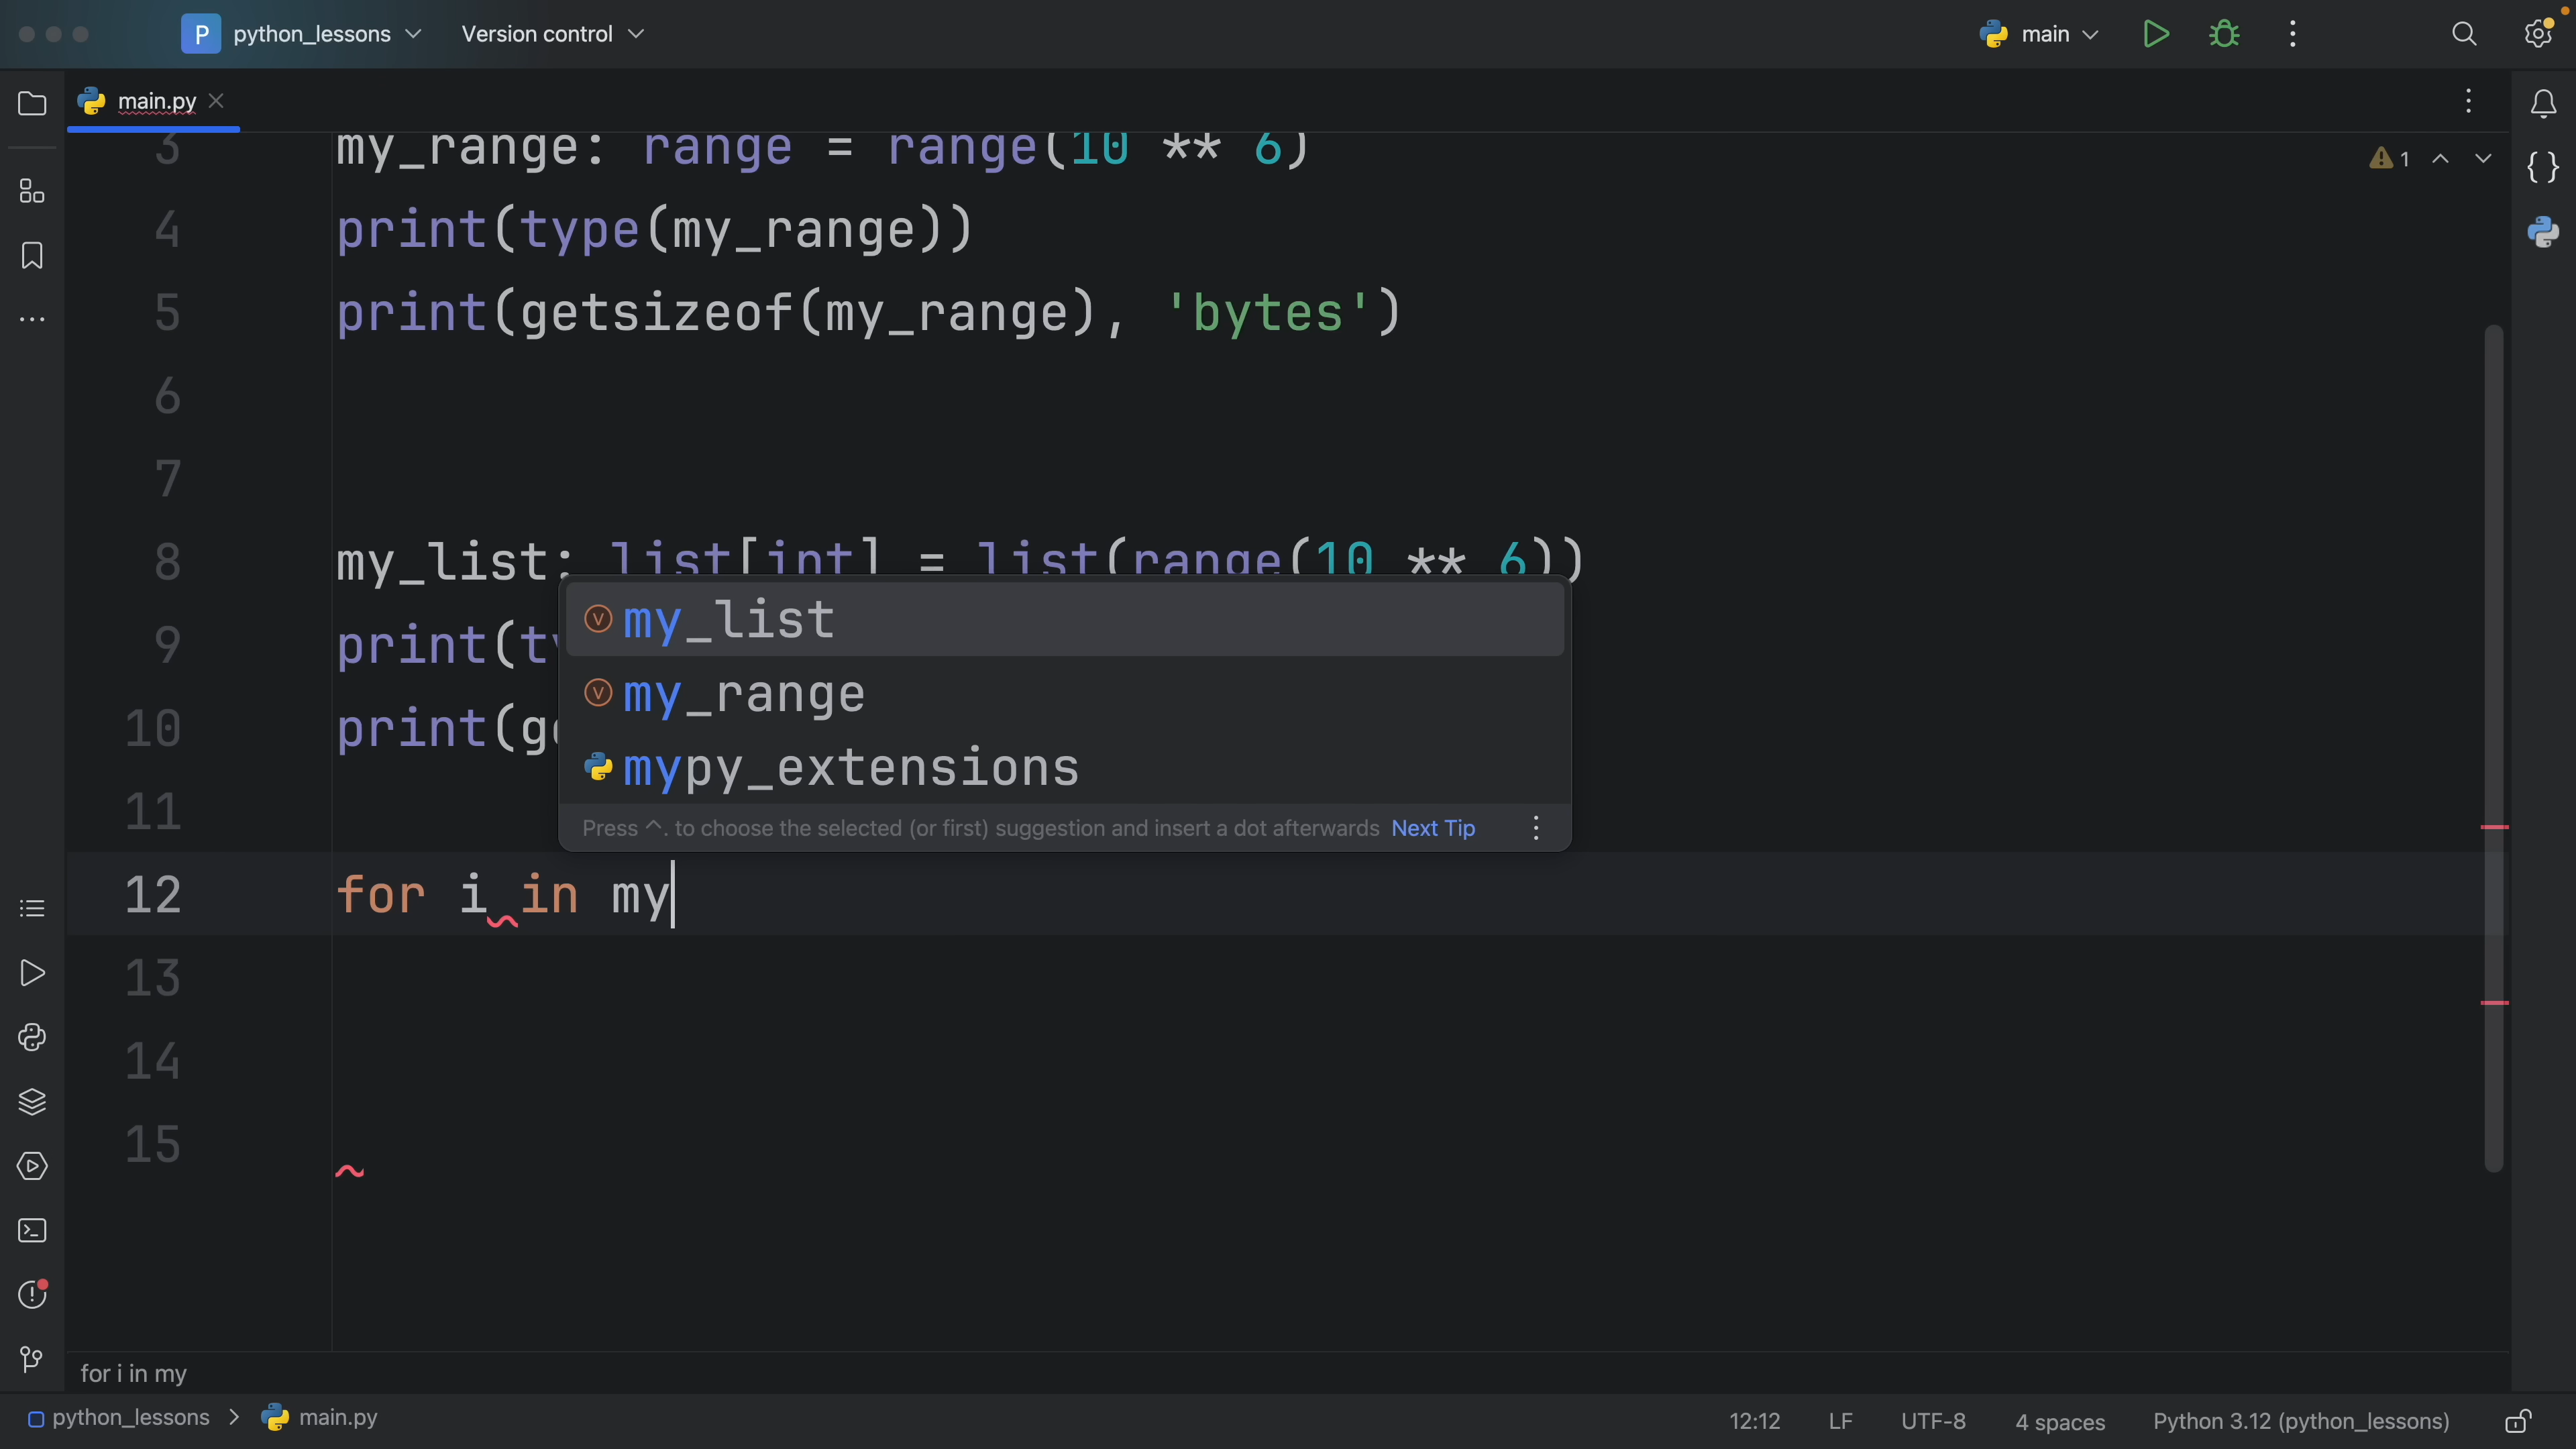 P python_lessons Version control main
main.py
3 my_range: range = range(10 ** 6)
1
4 print(type(my_range))
5 print(getsizeof(my_range), 'bytes')
6
7
8 my_list: list[int] = list(range(10 ** 6))
my_list
9 print(ty
my_range
10 print(ge
mypy_extensions
11
Press ^. to choose the selected (or first) suggestion and insert a dot afterwards Next Tip
12 for i in my
13
14
15
for i in my
python_lessons > main.py 12:12 LF UTF-8 4 spaces Python 3.12 (python_lessons)